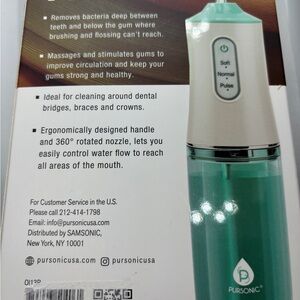 Removes bacteria deep between
teeth and below the gum where
brushing and flossing can't reach.
Massages and stimulates gums to
improve circulation and keep your
gums strong and healthy.
Ideal for cleaning around dental
bridges, braces and crowns.
Ergonomically designed handle
and 360° rotated nozzle, lets you
easily control water flow to reach
all areas of the mouth.
For Customer Service in the U.S.
Please call 212-414-1798
Email: info@pursonic.com
Distributed by SAMSONIC,
New York, NY 10001
pursonicusa.com pursonicusa
Soft
Normal
Pulse
PURSONIC